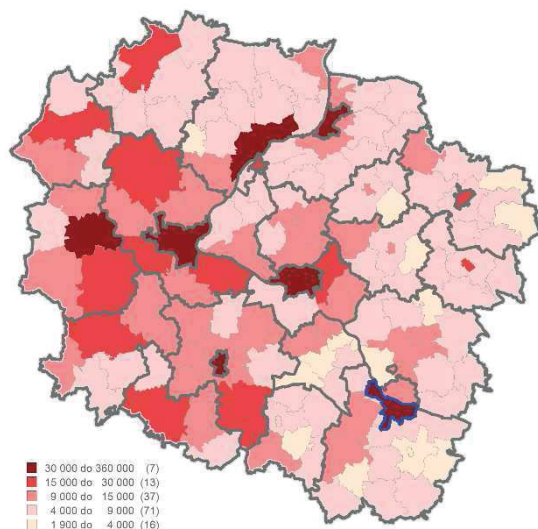 30 000 do 360 000 (7)
15 000 do 30 000 (13)
9 000 do 15 000 (37)
4 000 do 9 000 (71)
1 900 do 4 000 (16)